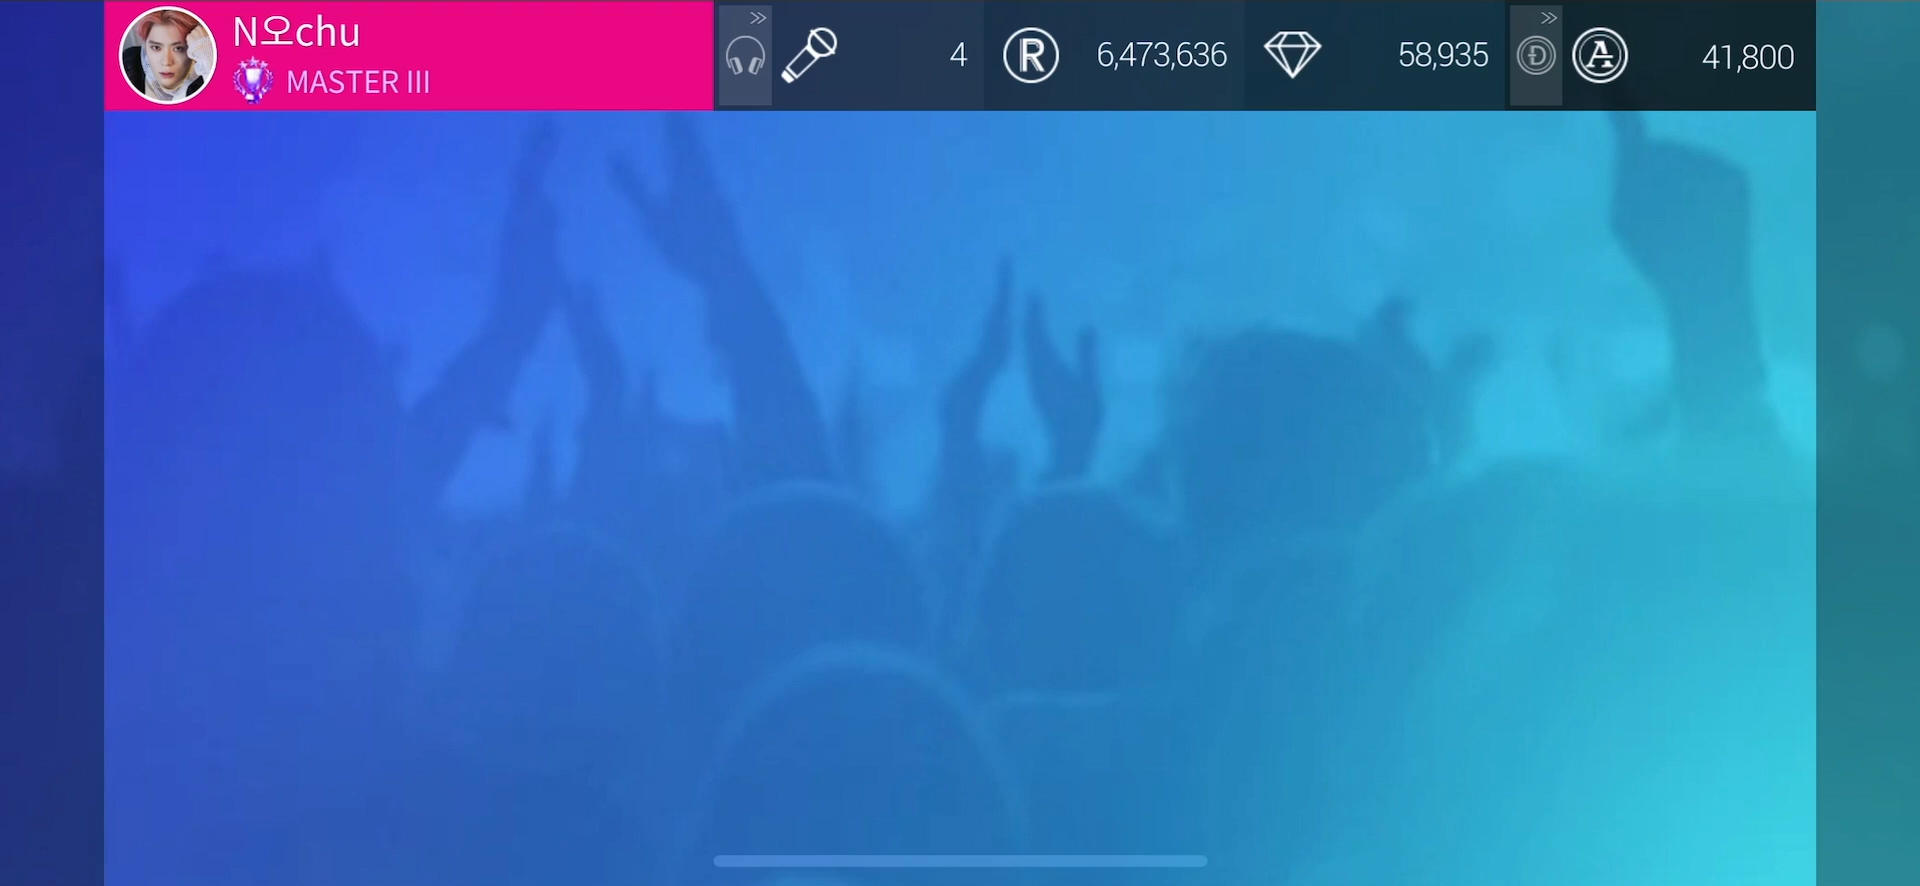 N오chu
MASTER III
4
R 6,473,636
58,935
Đ
A 41,800